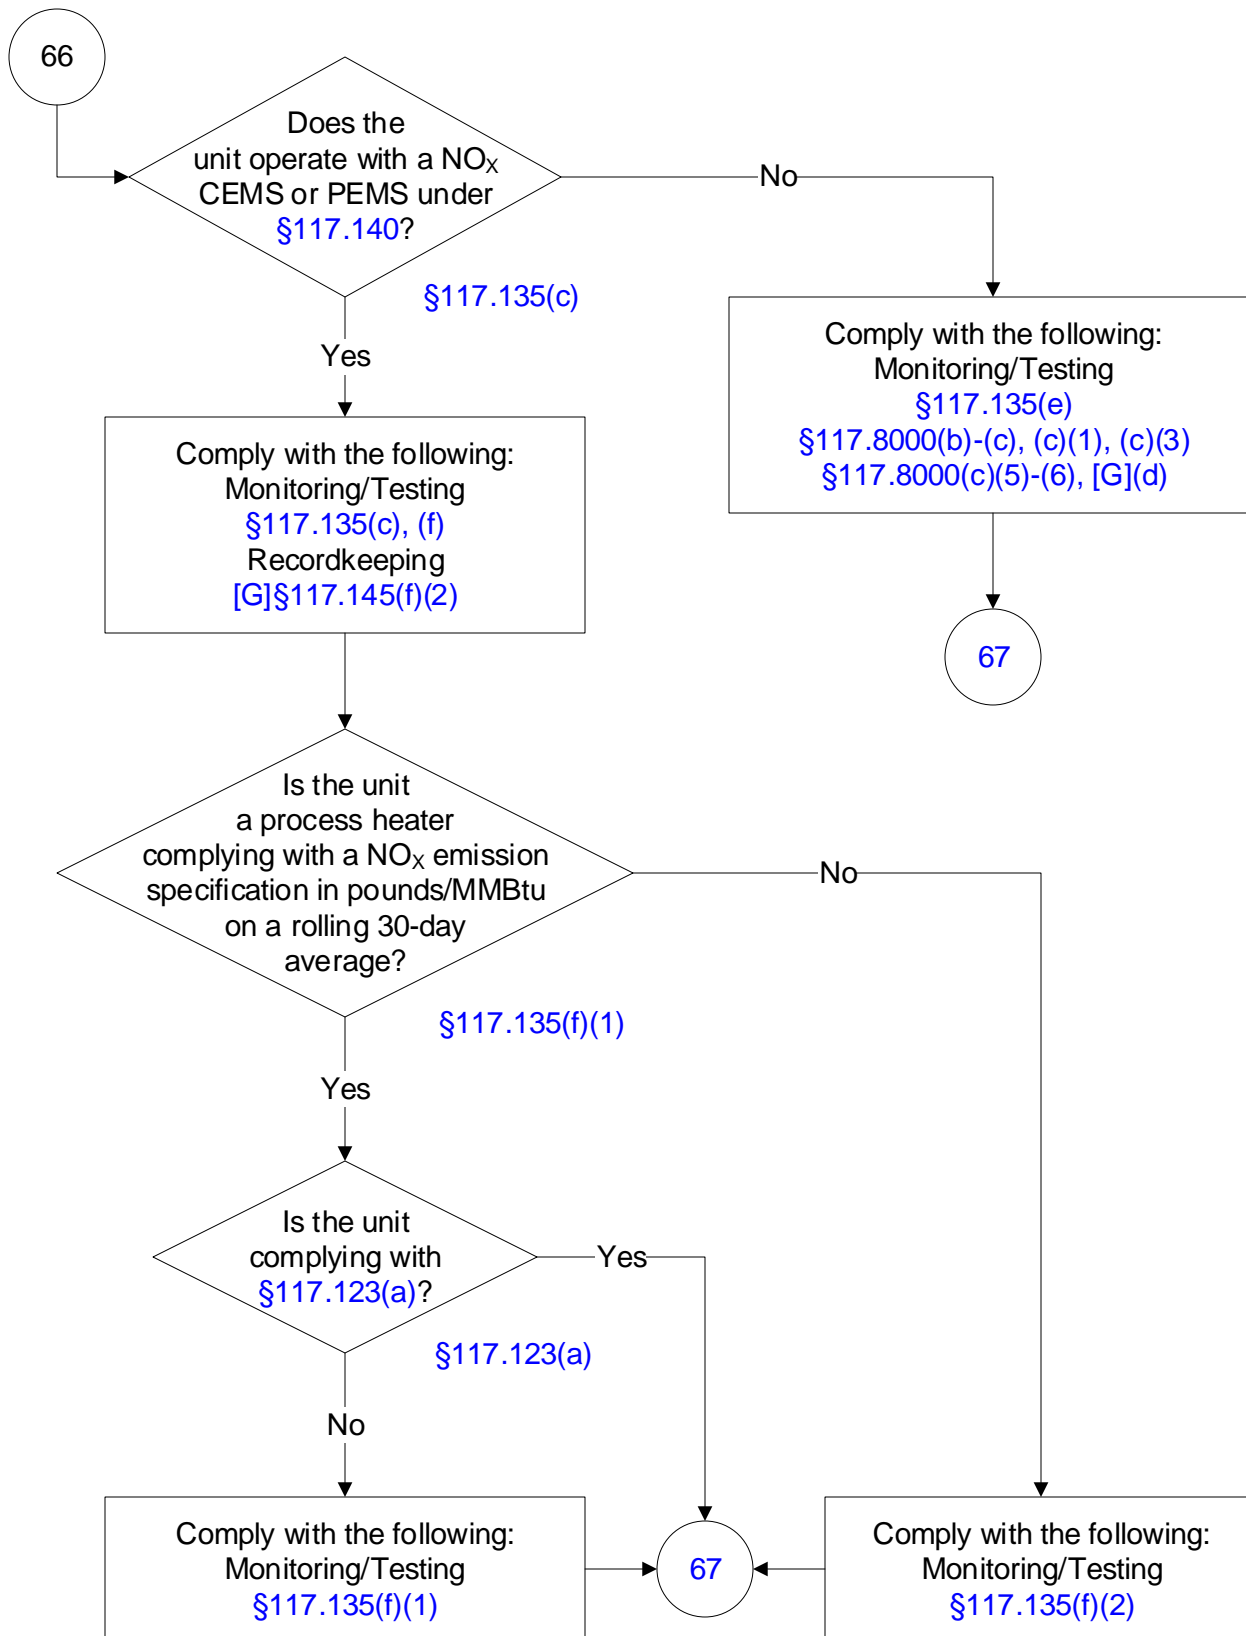 66
Does the
unit operate with a NOX
CEMS or PEMS under
§117.140?
No
§117.135(c)
Yes
Comply with the following:
Monitoring/Testing
§117.135(e)
§117.8000(b)-(c), (c)(1), (c)(3)
§117.8000(c)(5)-(6), [G](d)
Comply with the following:
Monitoring/Testing
§117.135(c), (f)
Recordkeeping
[G]§117.145(f)(2)
67
Is the unit
a process heater
complying with a NOX emission
specification in pounds/MMBtu
on a rolling 30-day
average?
No
§117.135(f)(1)
Yes
Is the unit
complying with
§117.123(a)?
Yes
§117.123(a)
No
Comply with the following:
Monitoring/Testing
§117.135(f)(1)
67
Comply with the following:
Monitoring/Testing
§117.135(f)(2)